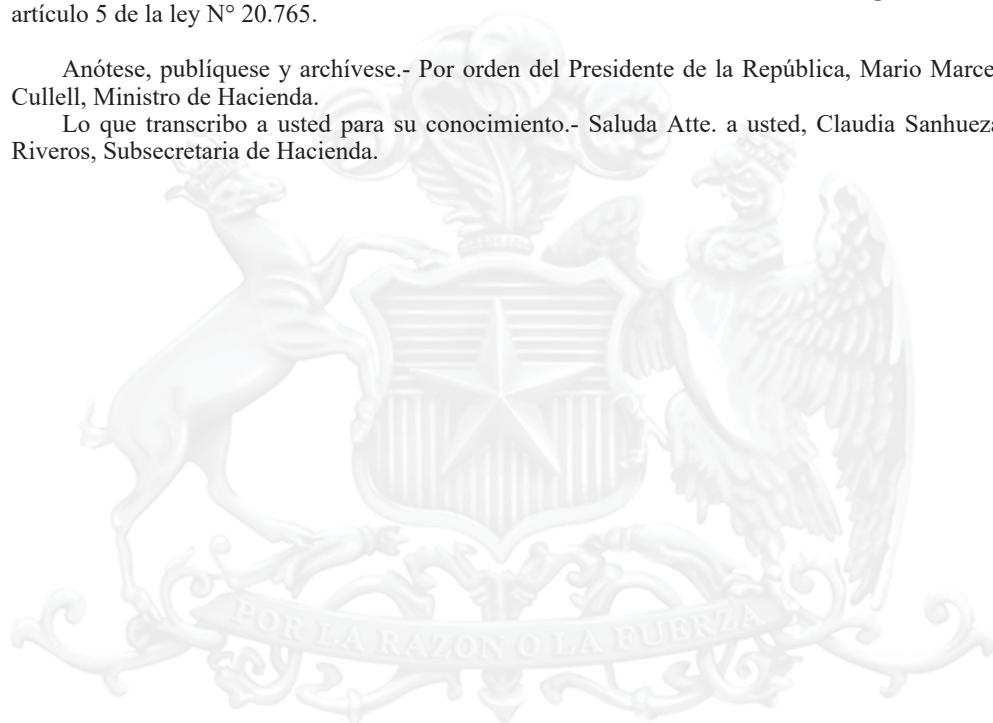 artículo 5 de la ley N° 20.765.
Anótese, publíquese y archívese.- Por orden del Presidente de la República, Mario Marce
Cullell, Ministro de Hacienda.
Lo que transcribo a usted para su conocimiento.- Saluda Atte. a usted, Claudia Sanhueza
Riveros, Subsecretaria de Hacienda.
POR LA RAZON O LA FUERZA